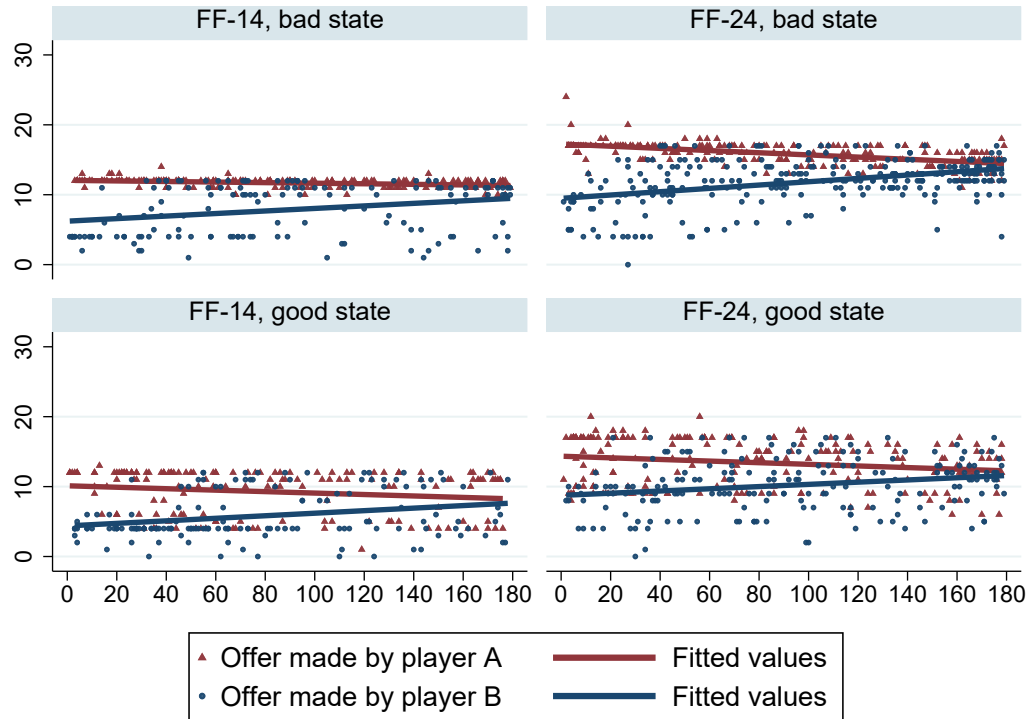 FF-14, bad state
FF-24, bad state
30
20
10
0
FF-14, good state
FF-24, good state
30
20
10
0
0 20 40 60 80 100 120 140 160 180
0 20 40 60 80 100 120 140 160 180
Offer made by player A Fitted values
Offer made by player B Fitted values